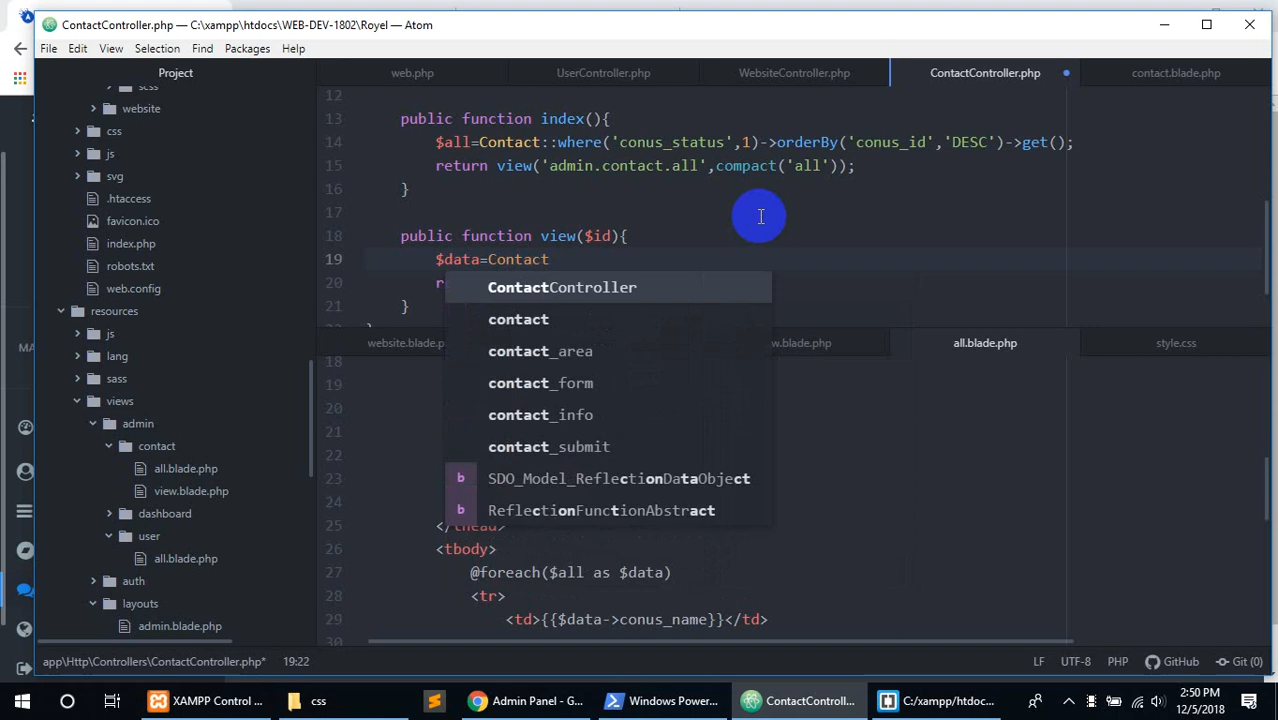 ContactController.php — C:\xampp\htdocs\WEB-DEV-1802\Royel — Atom
File Edit View Selection Find Packages Help
Project
web.php UserController.php WebsiteController.php ContactController.php contact.blade.php
scss
website
css
js
svg
.htaccess
favicon.ico
index.php
robots.txt
web.config
resources
js
lang
sass
views
admin
contact
all.blade.php
view.blade.php
dashboard
user
all.blade.php
auth
layouts
admin.blade.php
12
13 public function index(){
14 $all=Contact::where('conus_status',1)->orderBy('conus_id','DESC')->get();
15 return view('admin.contact.all',compact('all'));
16 }
17
18 public function view($id){
19 $data=Contact
20 r
21 }
ContactController
contact
contact_area
contact_form
contact_info
contact_submit
b SDO_Model_ReflectionDataObject
b ReflectionFunctionAbstract
website.blade.p w.blade.php all.blade.php style.css
18
19
20
21
22
23
24
25 </thead>
26 <tbody>
27 @foreach($all as $data)
28 <tr>
29 <td>{{$data->conus_name}}</td>
30
app\Http\Controllers\ContactController.php* 19:22 LF UTF-8 PHP GitHub Git (0)
XAMPP Control ... css Admin Panel - G... Windows Power... ContactControll... C:/xampp/htdoc...
2:50 PM
12/5/2018